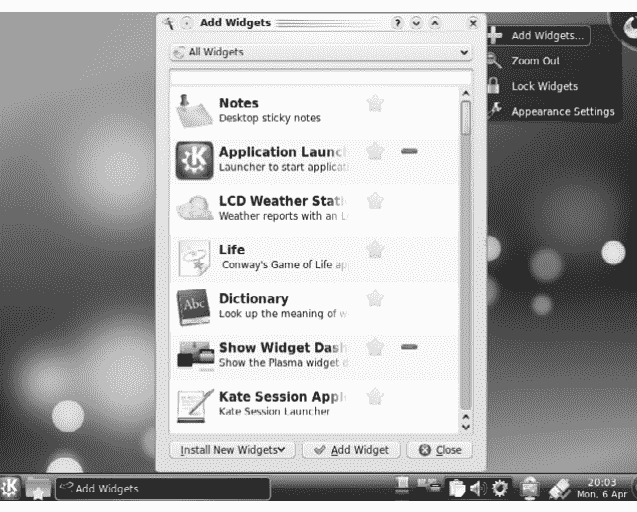 Add Widgets
?
All Widgets
Add Widgets...
Zoom Out
Lock Widgets
Appearance Settings
Notes
Desktop sticky notes
Application Launc
Launcher to start applicati
LCD Weather Stati
Weather reports with an L
Life
Conway's Game of Life ap
Abc
Dictionary
Look up the meaning of w
Show Widget Dash
Show the Plasma widget d
Kate Session Appl
Kate Session Launcher
Install New Widgets
Add Widget
Close
K
Add Widgets
20:03
Mon, 6 Apr